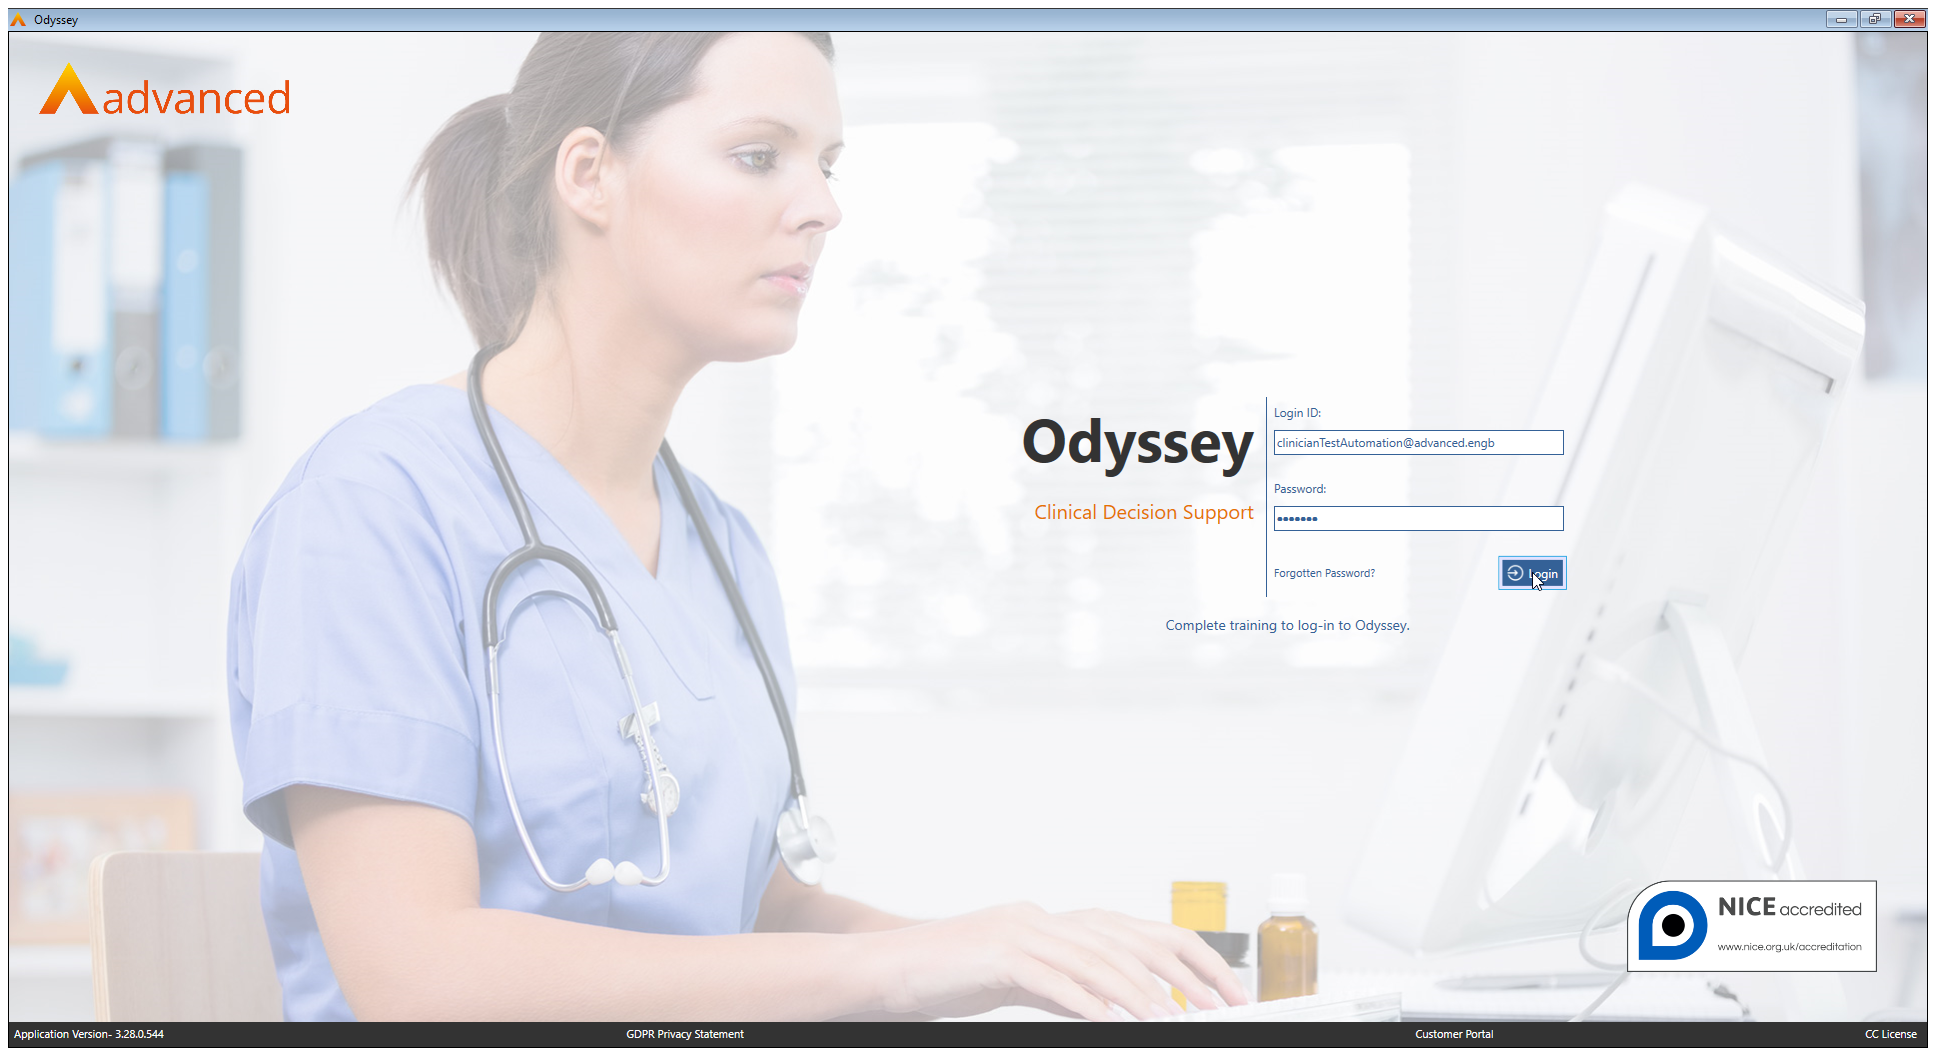 Odyssey
advanced
Odyssey
Clinical Decision Support
Login ID:
clinicianTestAutomation@advanced.engb
Password:
•••••••
Forgotten Password?
Login
Complete training to log-in to Odyssey.
NICE accredited
www.nice.org.uk/accreditation
Application Version- 3.28.0.544
GDPR Privacy Statement
Customer Portal
CC License